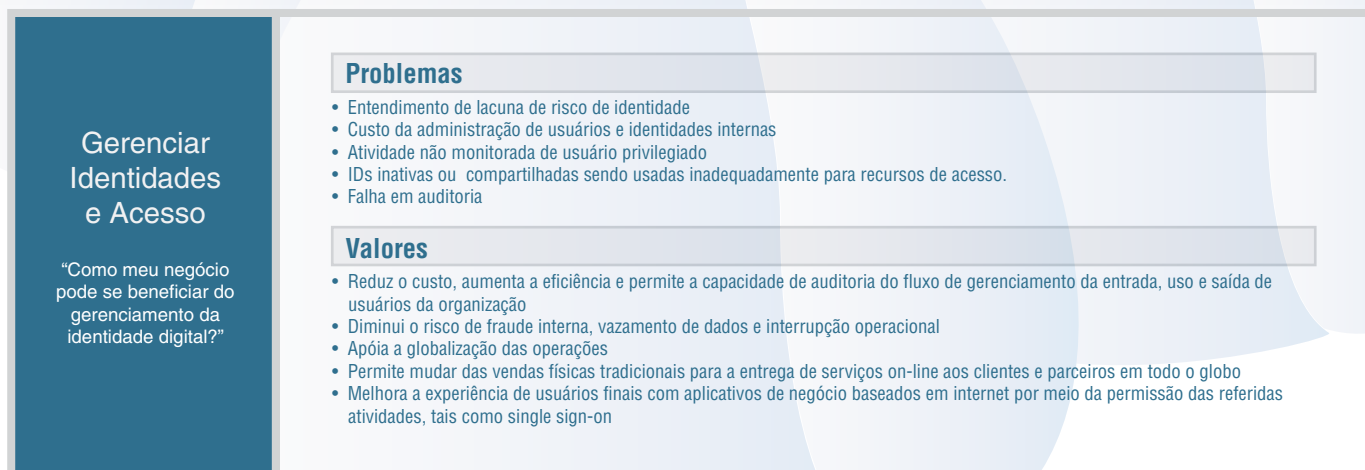 Gerenciar
Identidades
e Acesso
“Como meu negócio
pode se beneficiar do
gerenciamento da
identidade digital?”
Problemas
• Entendimento de lacuna de risco de identidade
• Custo da administração de usuários e identidades internas
• Atividade não monitorada de usuário privilegiado
• IDs inativas ou  compartilhadas sendo usadas inadequadamente para recursos de acesso.
• Falha em auditoria
Valores
• Reduz o custo, aumenta a eficiência e permite a capacidade de auditoria do fluxo de gerenciamento da entrada, uso e saída de
usuários da organização
• Diminui o risco de fraude interna, vazamento de dados e interrupção operacional
• Apóia a globalização das operações
• Permite mudar das vendas físicas tradicionais para a entrega de serviços on-line aos clientes e parceiros em todo o globo
• Melhora a experiência de usuários finais com aplicativos de negócio baseados em internet por meio da permissão das referidas
atividades, tais como single sign-on